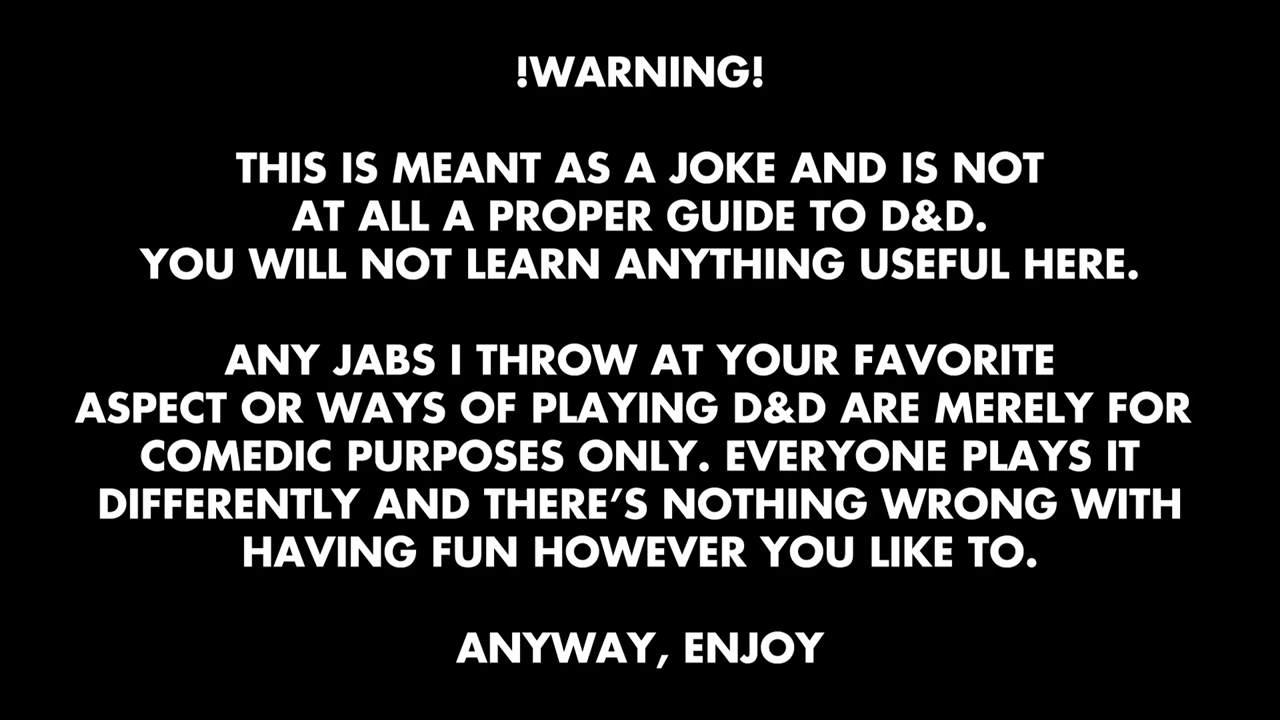 !WARNING!
THIS IS MEANT AS A JOKE AND IS NOT
AT ALL A PROPER GUIDE TO D&D.
YOU WILL NOT LEARN ANYTHING USEFUL HERE.
ANY JABS I THROW AT YOUR FAVORITE
ASPECT OR WAYS OF PLAYING D&D ARE MERELY FOR
COMEDIC PURPOSES ONLY. EVERYONE PLAYS IT
DIFFERENTLY AND THERE’S NOTHING WRONG WITH
HAVING FUN HOWEVER YOU LIKE TO.
ANYWAY, ENJOY